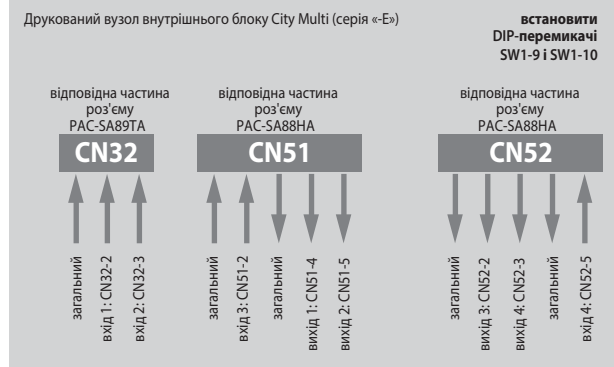 Друкований вузол внутрішнього блоку City Multi (серія «-E»)
встановити
DIP-перемикачі
SW1-9 і SW1-10
відповідна частина
роз'єму
PAC-SA89TA
CN32
загальний
вхід 1: CN32-2
вхід 2: CN32-3
відповідна частина
роз'єму
PAC-SA88HA
CN51
загальний
вхід 3: CN51-2
загальний
вихід 1: CN51-4
вихід 2: CN51-5
відповідна частина
роз'єму
PAC-SA88HA
CN52
загальний
вихід 3: CN52-2
вихід 4: CN52-3
загальний
вхід 4: CN52-5